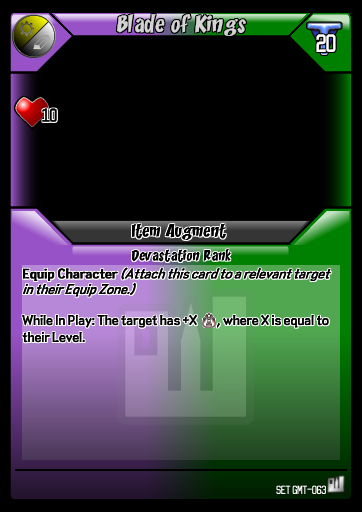 Blade of Kings
20
10
Item Augment
Devastation Rank
Equip Character (Attach this card to a relevant target
in their Equip Zone.)
While In Play: The target has +X , where X is equal to
their Level.
SET GMT-063